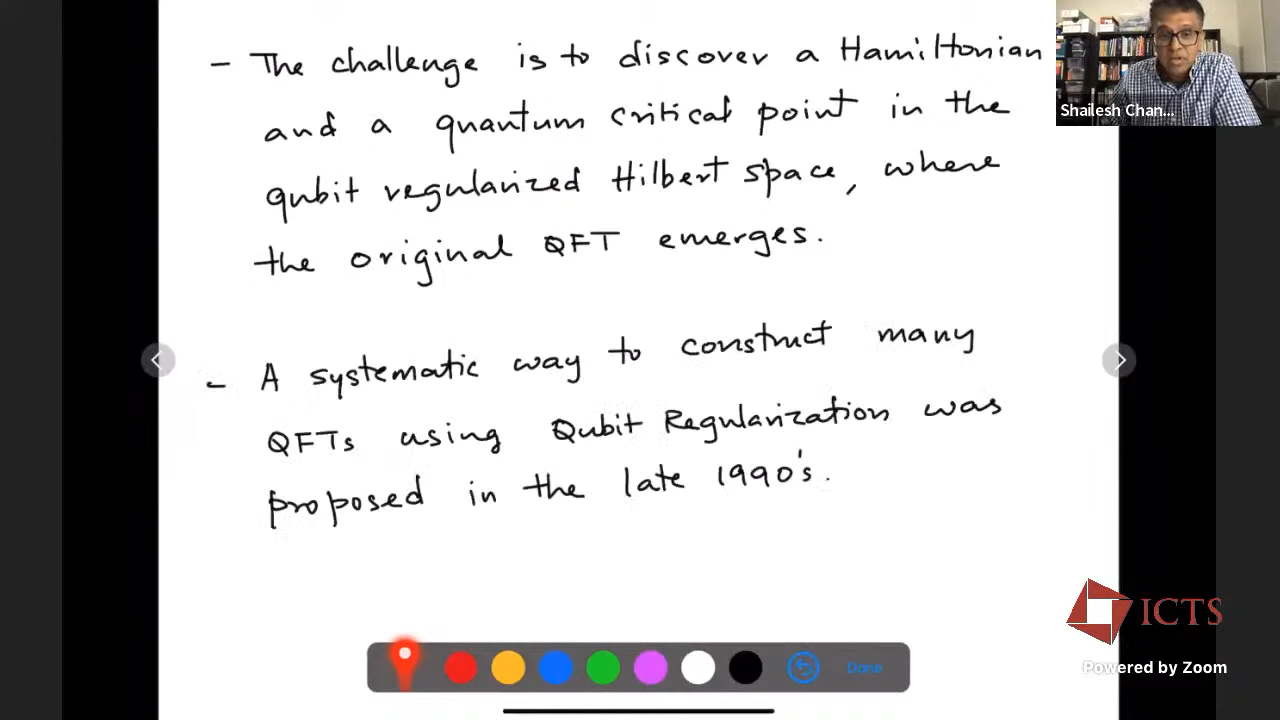 - The challenge is to discover a Hamiltonian
and a quantum critical point in the
qubit regularized Hilbert space, where
the original QFT emerges.
- A systematic way to construct many
QFTs using Qubit Regularization was
proposed in the late 1990's.
Shailesh Chan...
ICTS
Powered by Zoom
Done